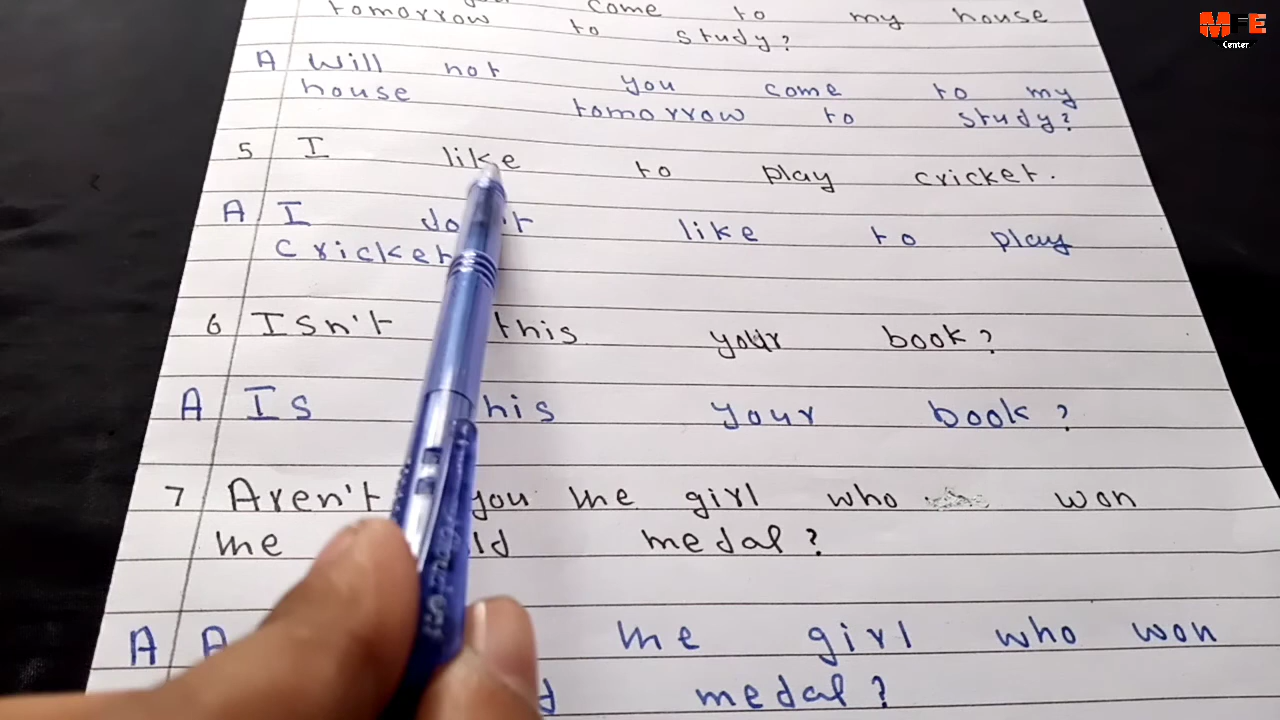 come to my house
tomorrow to study?
A Will not you come to my
house tomorrow to study?
5 I like to play cricket.
A I like to play
cricket
6 Isn't this your book?
A Is this your book?
7 Aren't you the girl who won
the medal?
A the girl who won
medal?
MFE
Center